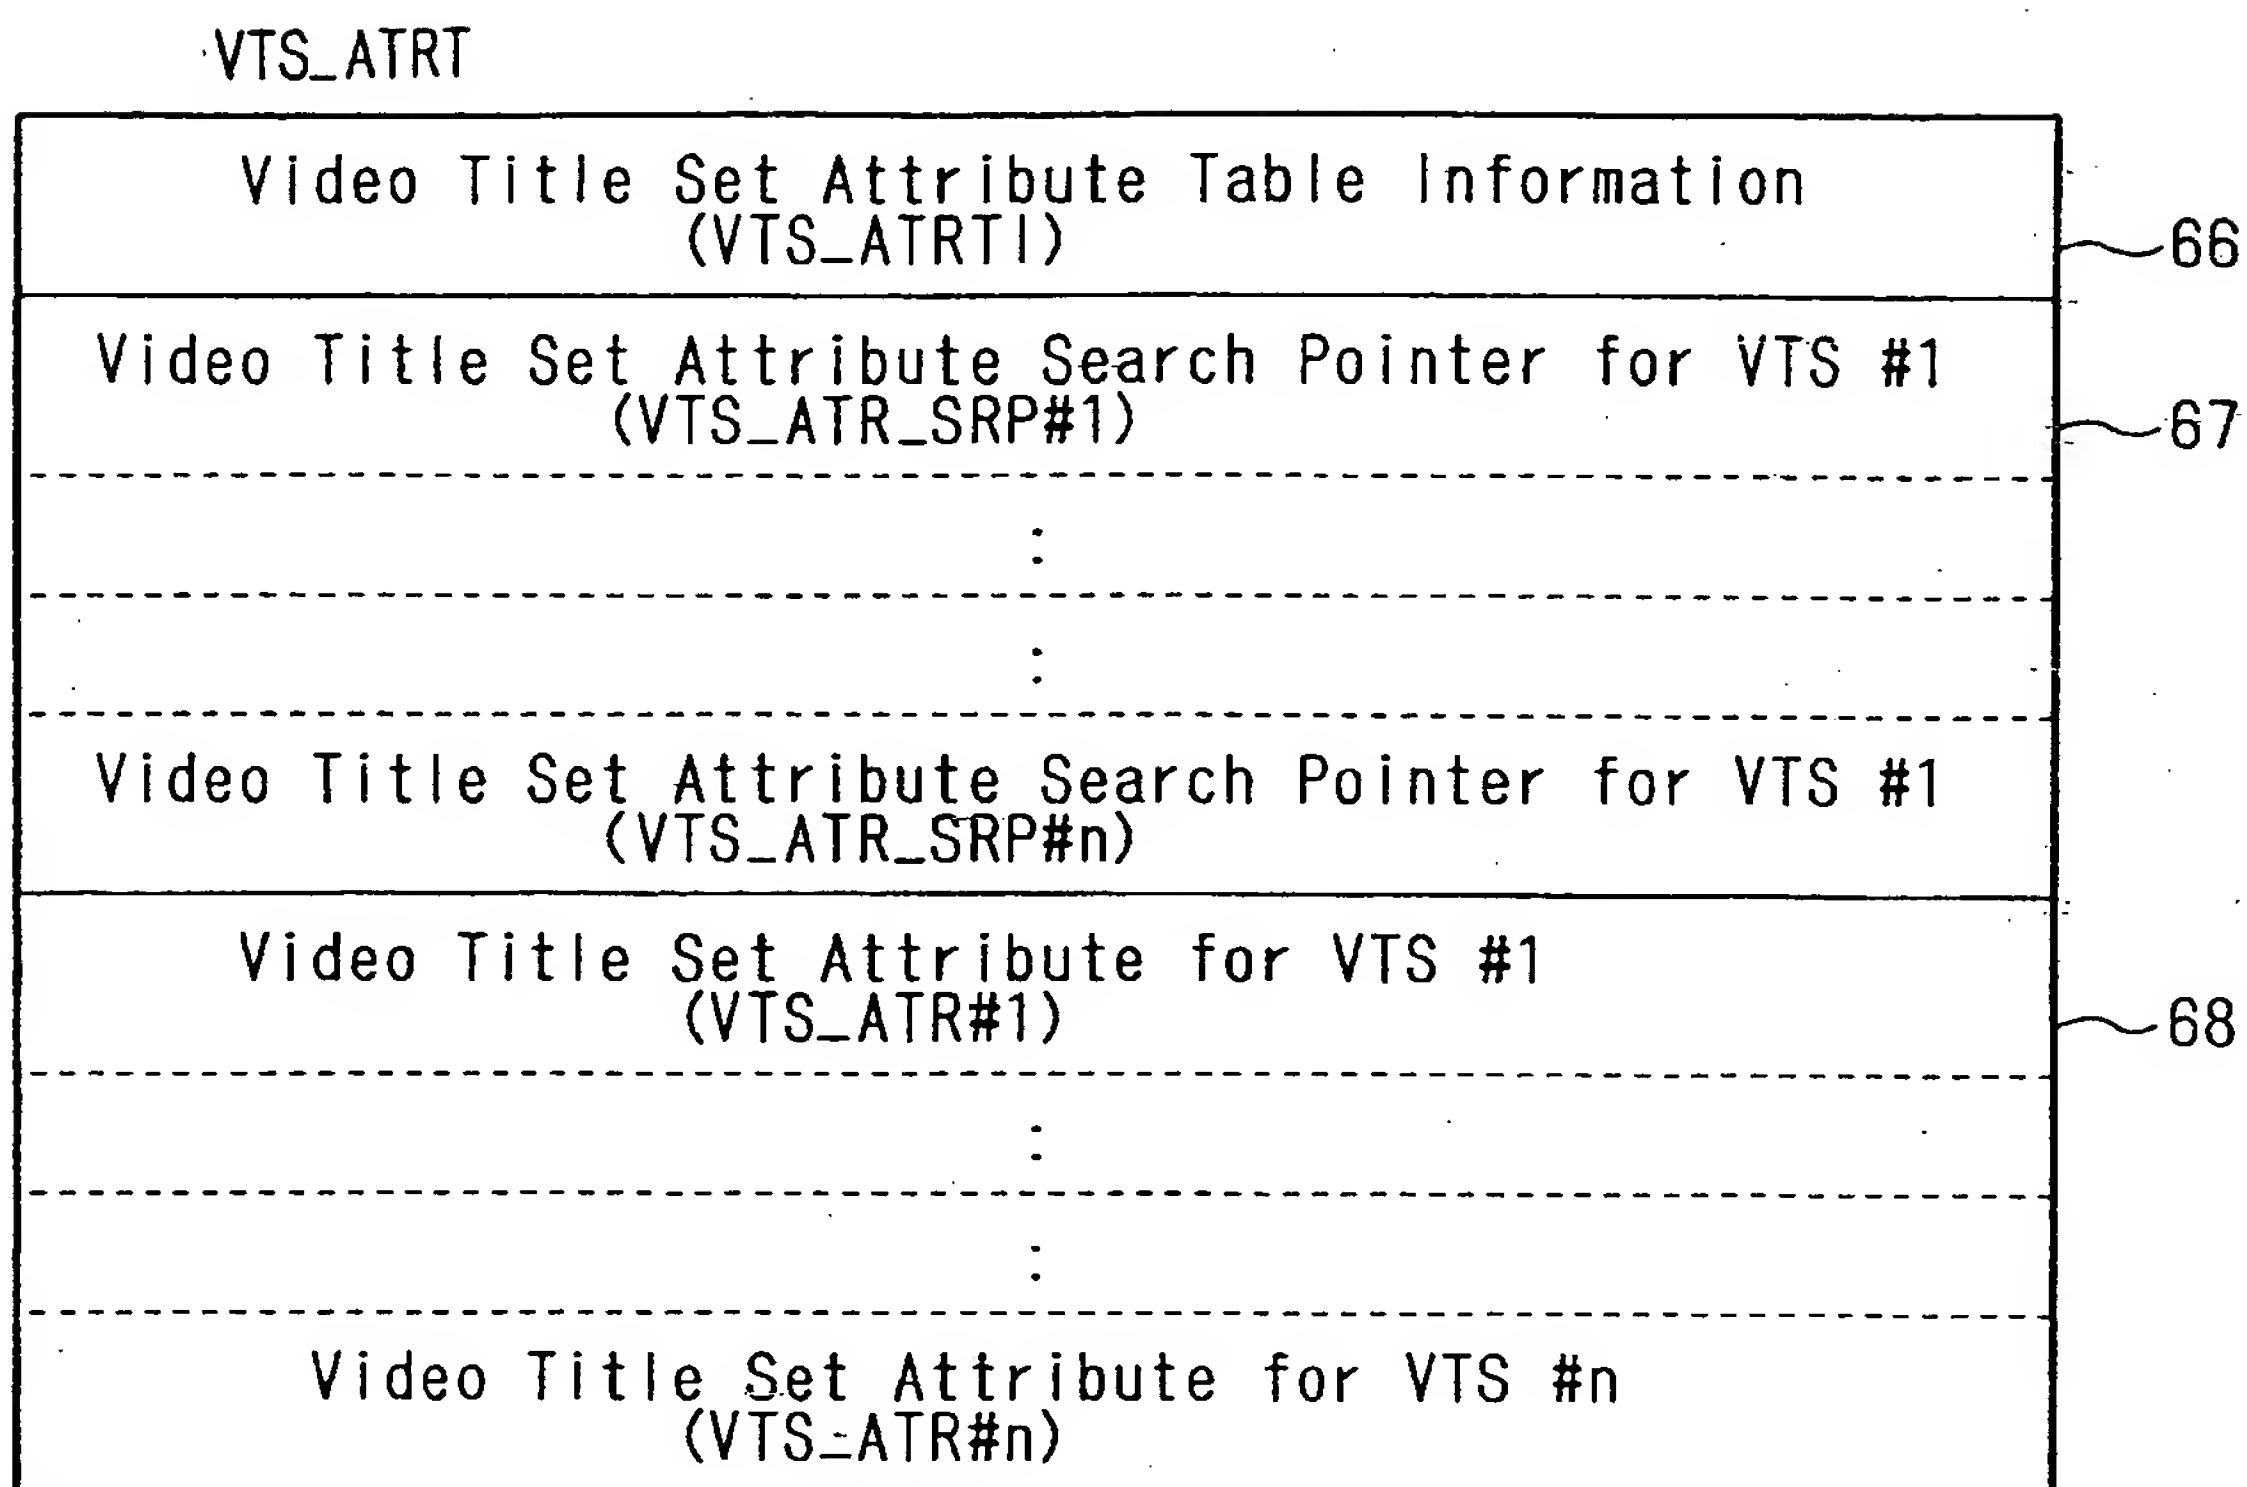 VTS_ATRT
Video Title Set Attribute Table Information
(VTS_ATRTI)
66
Video Title Set Attribute Search Pointer for VTS #1
(VTS_ATR_SRP#1)
67
:
:
Video Title Set Attribute Search Pointer for VTS #1
(VTS_ATR_SRP#n)
Video Title Set Attribute for VTS #1
(VTS_ATR#1)
68
:
:
Video Title Set Attribute for VTS #n
(VTS_ATR#n)